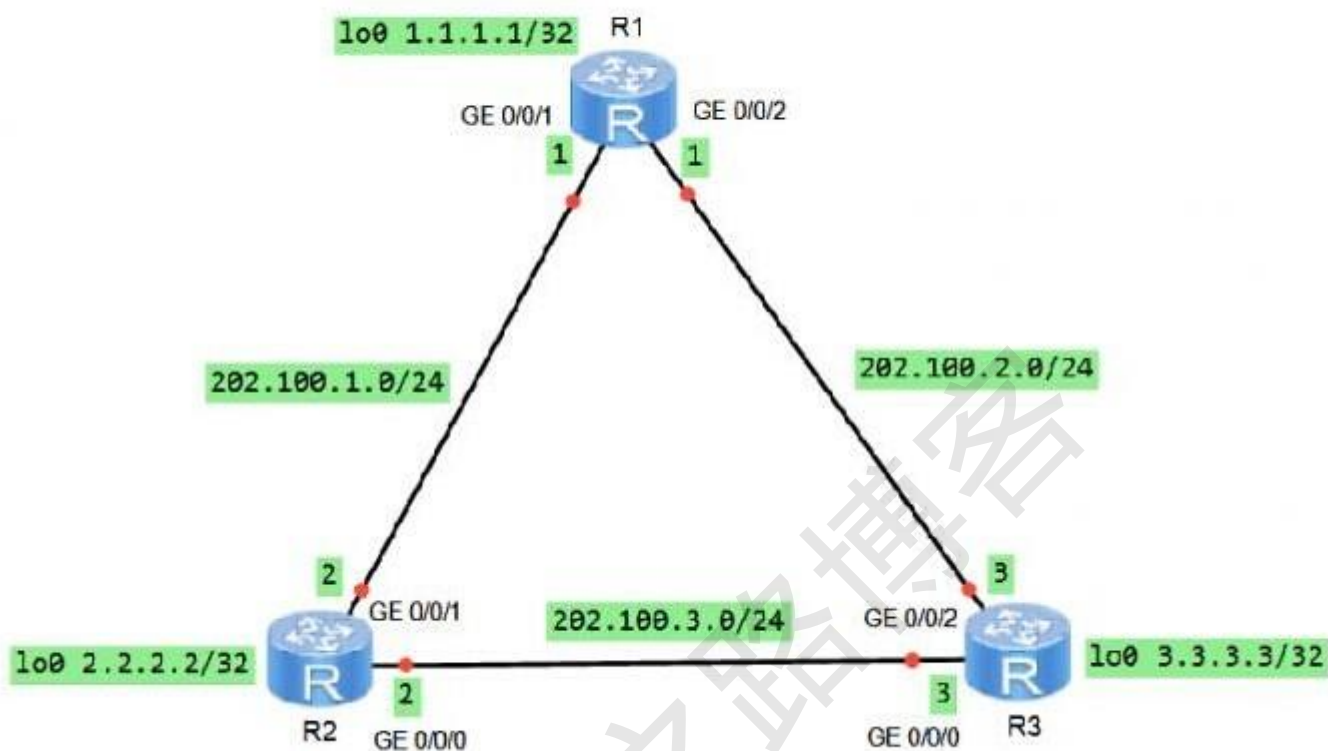 R1
lo0 1.1.1.1/32
GE 0/0/1
GE 0/0/2
R
1
1
202.100.1.0/24
202.100.2.0/24
2
3
GE 0/0/1
202.100.3.0/24
GE 0/0/2
lo0 2.2.2.2/32
R
2
3
R
lo0 3.3.3.3/32
R2
GE 0/0/0
GE 0/0/0
R3
路博客